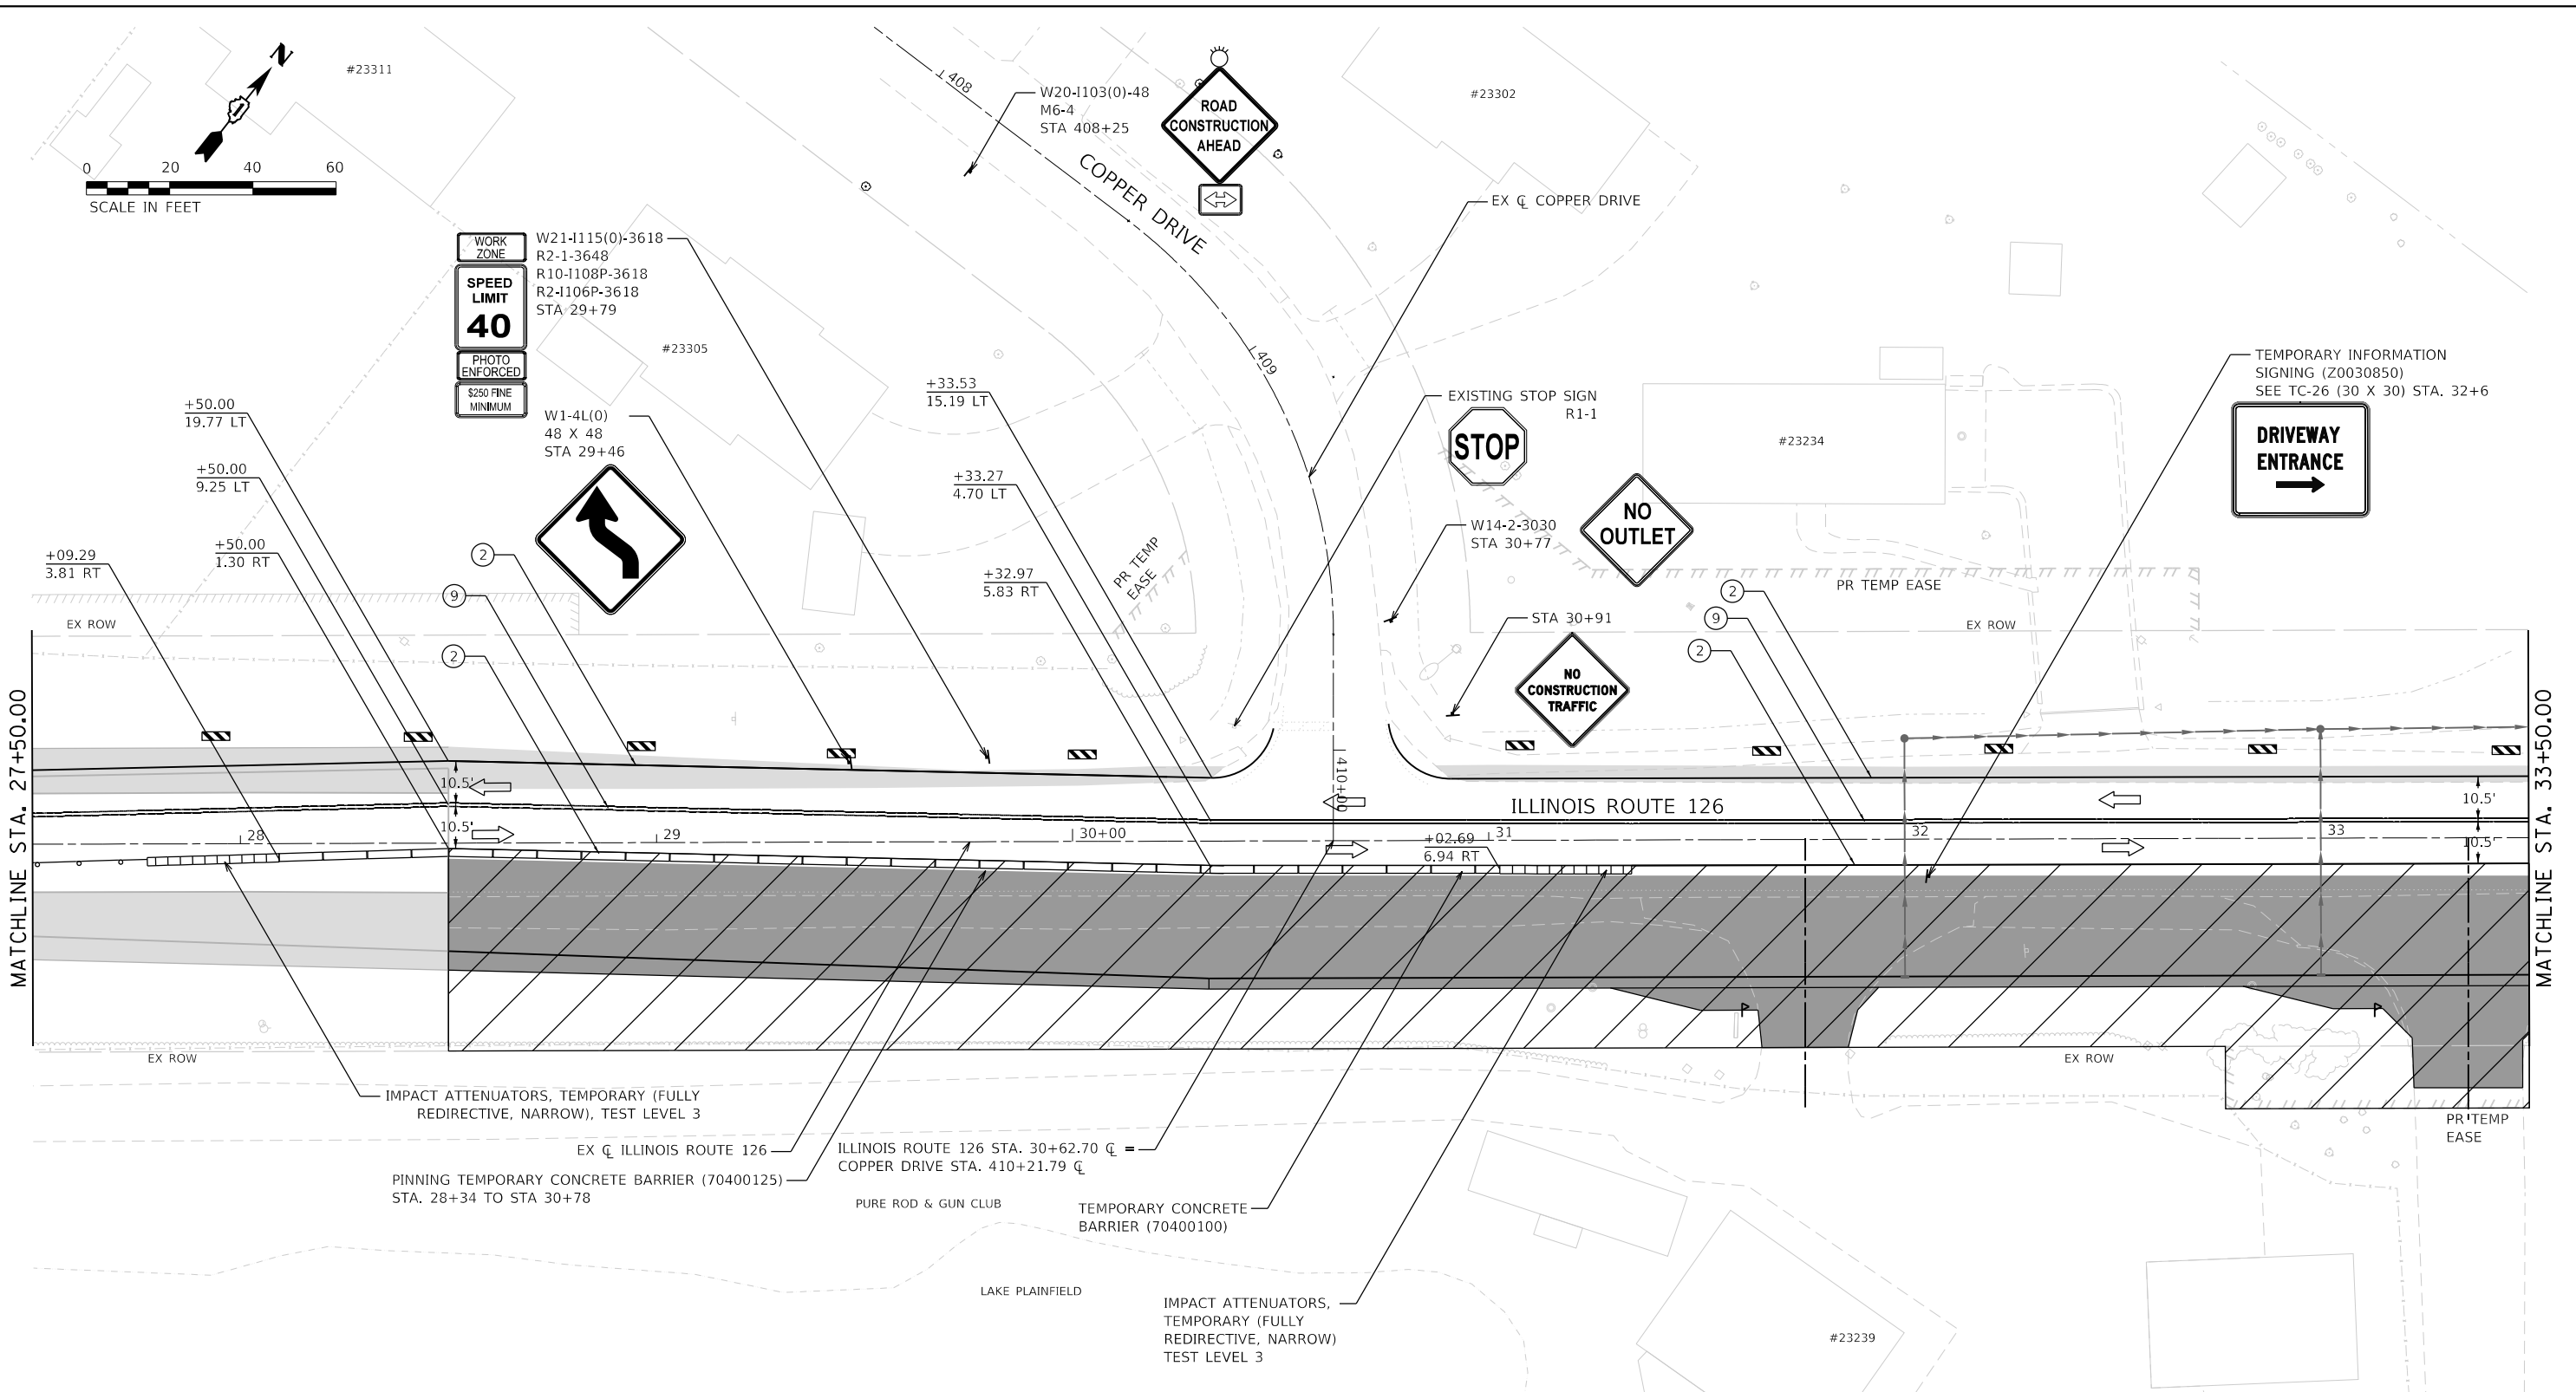 N
#23311
0 20 40 60
SCALE IN FEET
408
W20-I103(0)-48
M6-4
STA 408+25
ROAD
CONSTRUCTION
AHEAD
#23302
COPPER DRIVE
EX ℄ COPPER DRIVE
WORK
ZONE
SPEED
LIMIT
40
PHOTO
ENFORCED
$250 FINE
MINIMUM
W21-I115(0)-3618
R2-1-3648
R10-I108P-3618
R2-I106P-3618
STA 29+79
#23305
409
W1-4L(0)
48 X 48
STA 29+46
+33.53
15.19 LT
+50.00
19.77 LT
+50.00
9.25 LT
+33.27
4.70 LT
+09.29
3.81 RT
+50.00
1.30 RT
+32.97
5.83 RT
2
9
2
EXISTING STOP SIGN
R1-1
STOP
#23234
TEMPORARY INFORMATION
SIGNING (Z0030850)
SEE TC-26 (30 X 30) STA. 32+6
DRIVEWAY
ENTRANCE
W14-2-3030
STA 30+77
NO
OUTLET
PR TEMP
EASE
PR TEMP EASE
2
9
2
STA 30+91
NO
CONSTRUCTION
TRAFFIC
EX ROW
EX ROW
MATCHLINE STA. 27+50.00
MATCHLINE STA. 33+50.00
10.5'
10.5'
410+00
ILLINOIS ROUTE 126
10.5'
10.5'
28
29
30+00
+02.69
6.94 RT
31
32
33
EX ROW
EX ROW
IMPACT ATTENUATORS, TEMPORARY (FULLY
REDIRECTIVE, NARROW), TEST LEVEL 3
EX ℄ ILLINOIS ROUTE 126
PINNING TEMPORARY CONCRETE BARRIER (70400125)
STA. 28+34 TO STA 30+78
ILLINOIS ROUTE 126 STA. 30+62.70 ℄ =
COPPER DRIVE STA. 410+21.79 ℄
PURE ROD & GUN CLUB
TEMPORARY CONCRETE
BARRIER (70400100)
PR TEMP
EASE
LAKE PLAINFIELD
IMPACT ATTENUATORS,
TEMPORARY (FULLY
REDIRECTIVE, NARROW)
TEST LEVEL 3
#23239